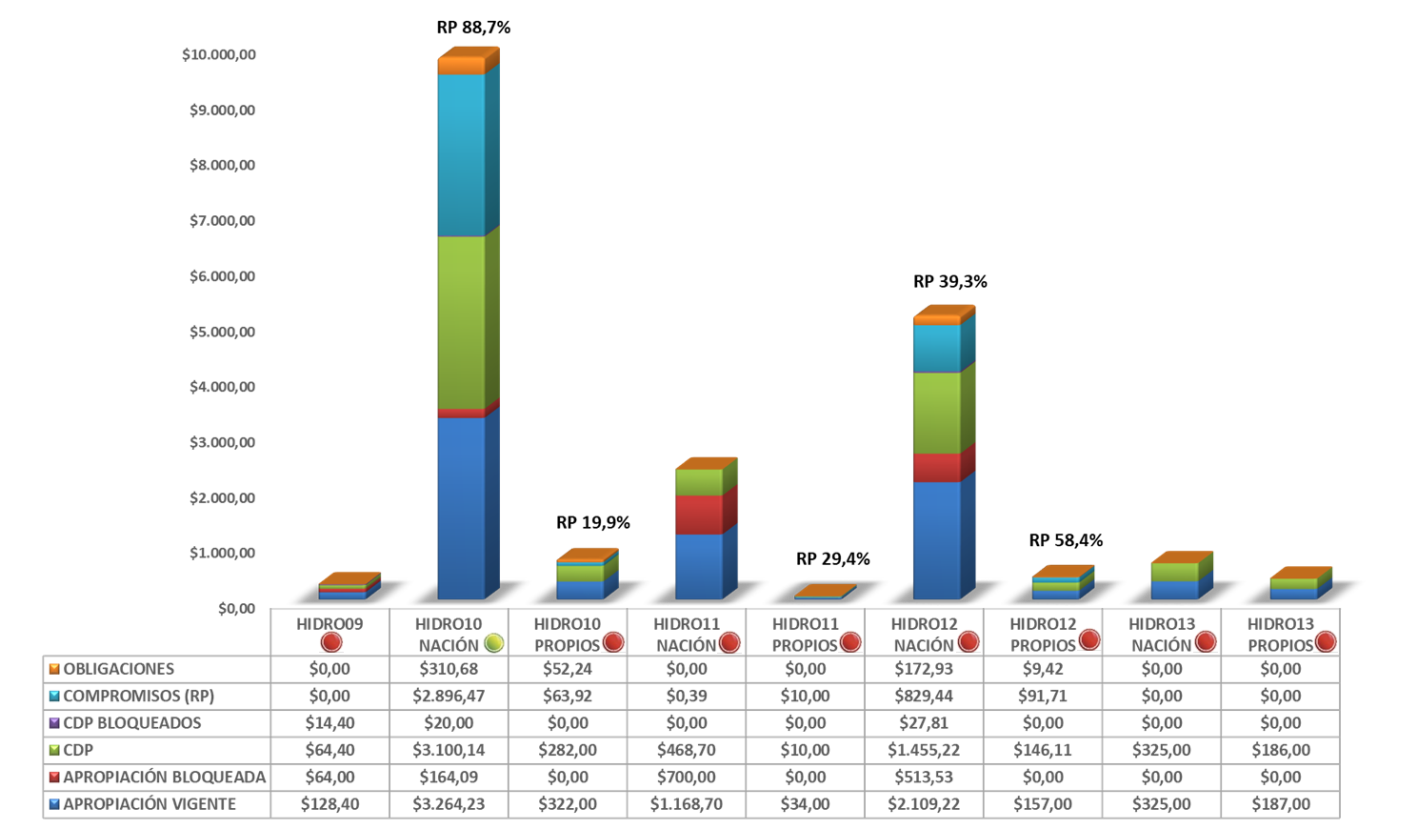 RP 88,7%
$10.000,00
$9.000,00
$8.000,00
$7.000,00
$6.000,00
RP 39,3%
$5.000,00
$4.000,00
$3.000,00
$2.000,00
RP 19,9%
RP 58,4%
RP 29,4%
$1.000,00
$0,00
HIDRO09 HIDRO10 HIDRO10 HIDRO11 HIDRO11 HIDRO12 HIDRO12 HIDRO13 HIDRO13
NACIÓN PROPIOS NACIÓN PROPIOS NACIÓN PROPIOS NACIÓN PROPIOS
OBLIGACIONES $0,00 $310,68 $52,24 $0,00 $0,00 $172,93 $9,42 $0,00 $0,00
COMPROMISOS (RP) $0,00 $2.896,47 $63,92 $0,39 $10,00 $829,44 $91,71 $0,00 $0,00
CDP BLOQUEADOS $14,40 $20,00 $0,00 $0,00 $0,00 $27,81 $0,00 $0,00 $0,00
CDP $64,40 $3.100,14 $282,00 $468,70 $10,00 $1.455,22 $146,11 $325,00 $186,00
APROPIACIÓN BLOQUEADA $64,00 $164,09 $0,00 $700,00 $0,00 $513,53 $0,00 $0,00 $0,00
APROPIACIÓN VIGENTE $128,40 $3.264,23 $322,00 $1.168,70 $34,00 $2.109,22 $157,00 $325,00 $187,00